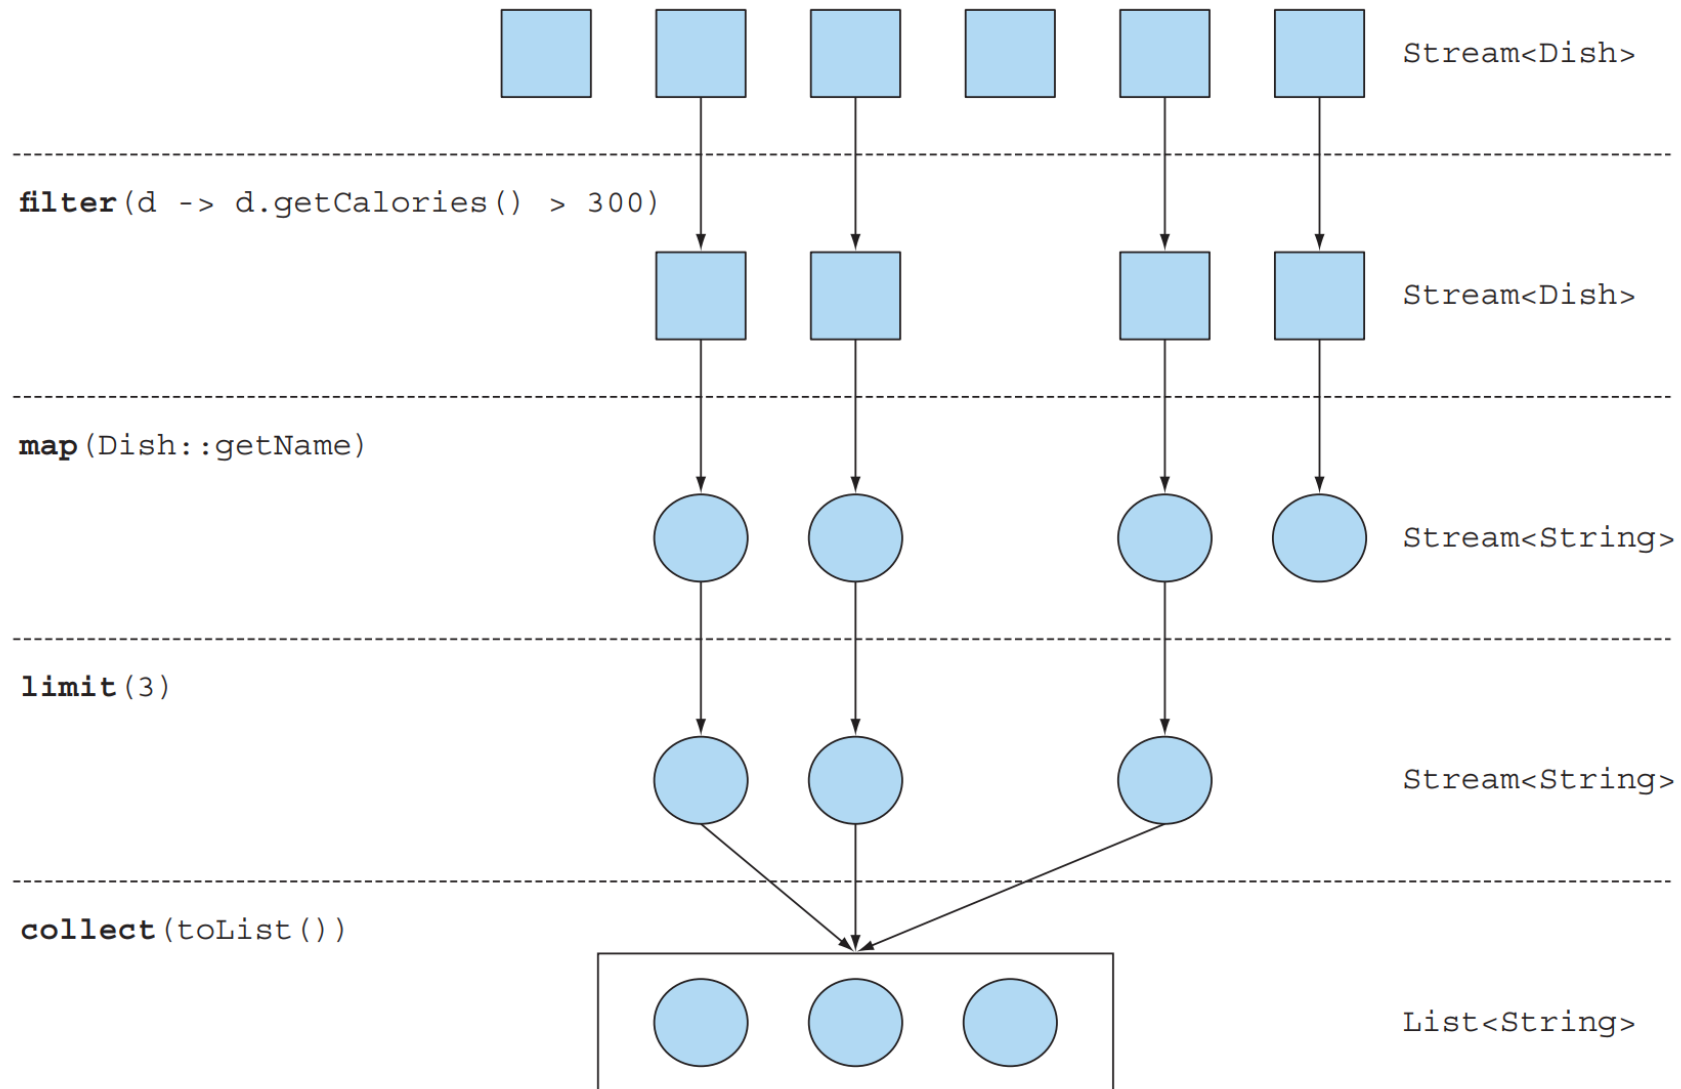 Stream<Dish>
filter(d -> d.getCalories() > 300)
Stream<Dish>
map(Dish::getName)
Stream<String>
limit(3)
Stream<String>
collect(toList())
List<String>